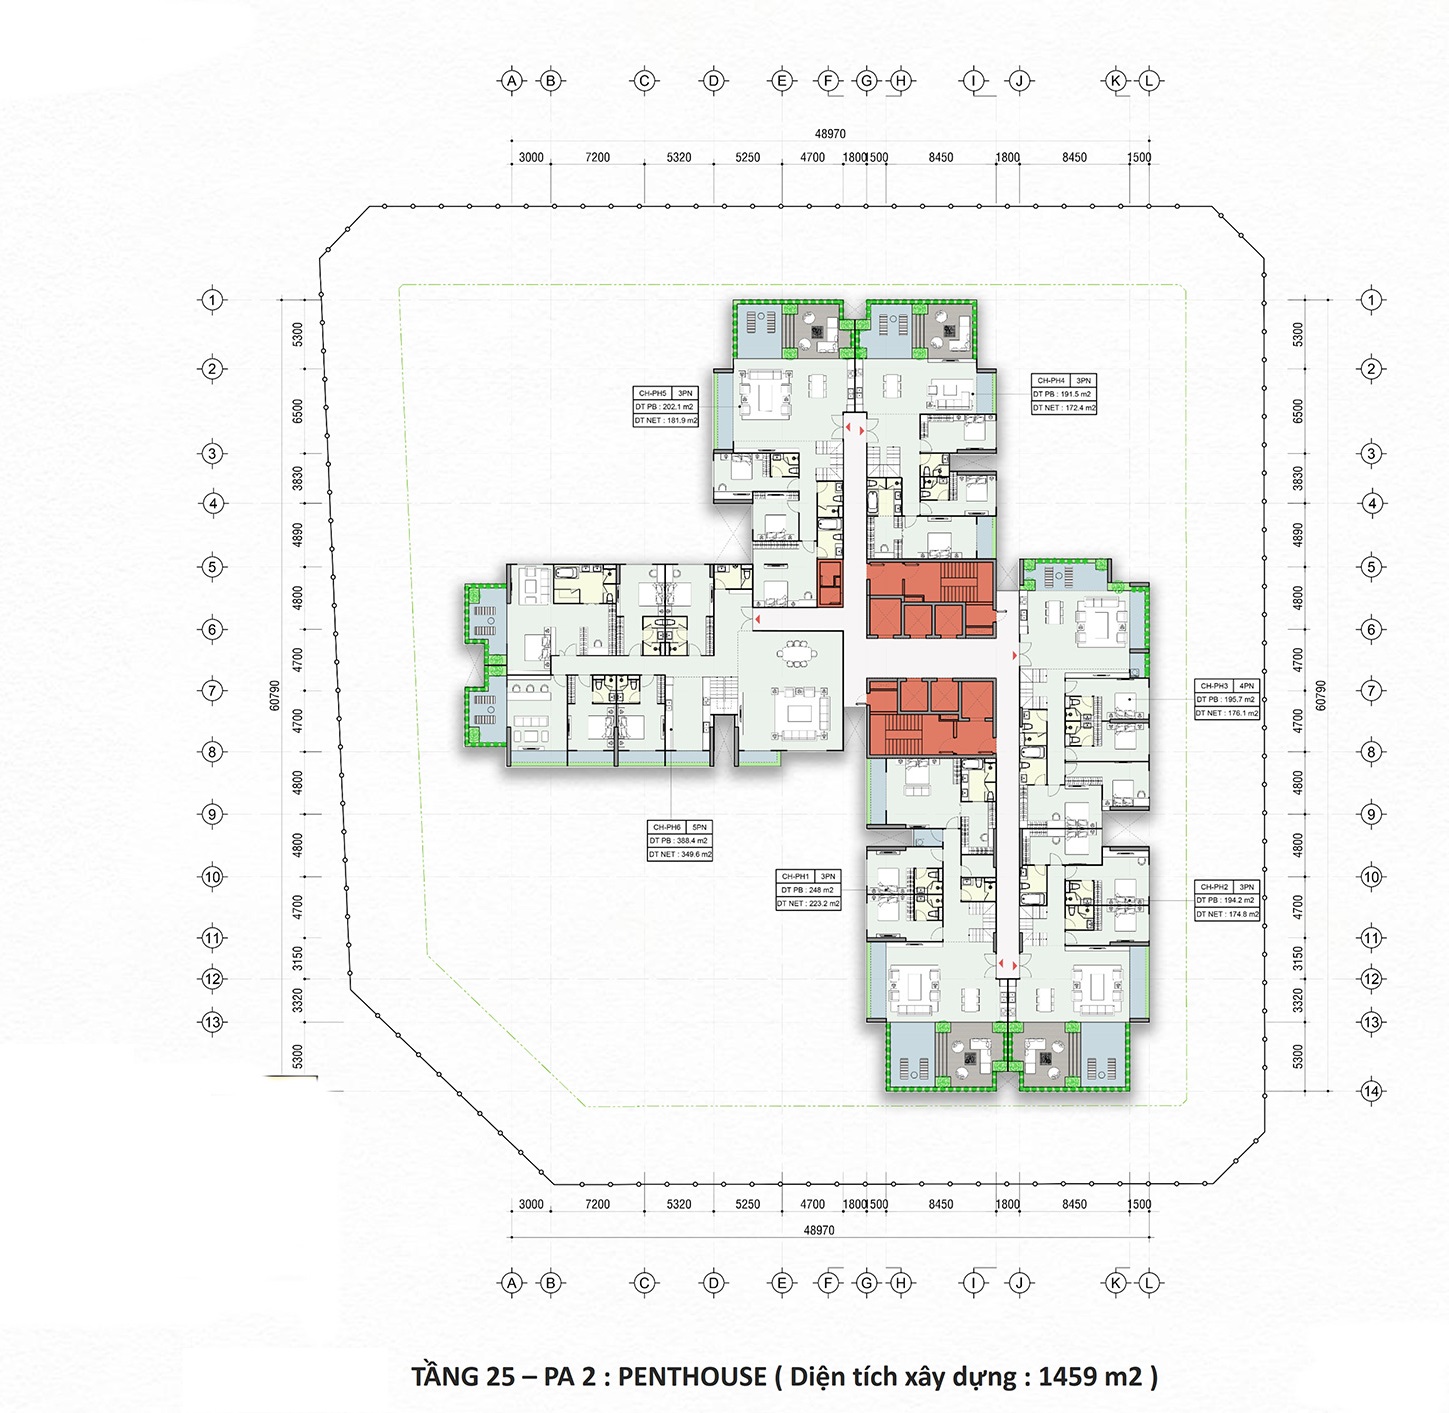 A B C D E F G H I J K L
48970
3000 7200 5320 5250 4700 1800 1500 8450 1800 8450 1500
1 1
5300 5300
2 2
CH-PH5 3PN
DT PB : 202.1 m2
DT NET : 181.9 m2
CH-PH4 3PN
DT PB : 191.5 m2
DT NET : 172.4 m2
6500 6500
3 3
3830 3830
4 4
4890 4890
5 5
4800 4800
6 6
4700 4700
60790 60790
7 7
CH-PH3 4PN
DT PB : 195.7 m2
DT NET : 176.1 m2
4700 4700
8 8
4800 4800
9 9
CH-PH6 5PN
DT PB : 388.4 m2
DT NET : 349.6 m2
4800 4800
10 10
CH-PH1 3PN
DT PB : 248 m2
DT NET : 223.2 m2
CH-PH2 3PN
DT PB : 194.2 m2
DT NET : 174.8 m2
4700 4700
11 11
3150 3150
12 12
3320 3320
13 13
5300 5300
14
3000 7200 5320 5250 4700 1800 1500 8450 1800 8450 1500
48970
A B C D E F G H I J K L
TẦNG 25 – PA 2 : PENTHOUSE ( Diện tích xây dựng : 1459 m2 )